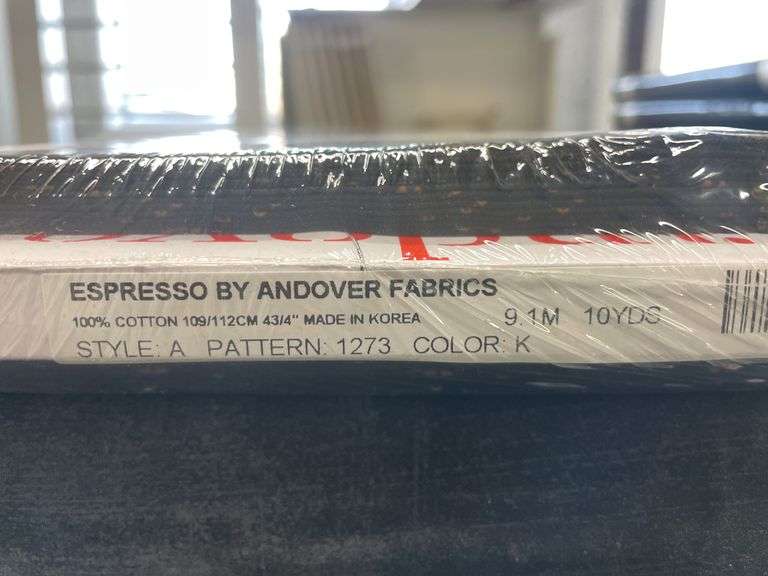 ESPRESSO BY ANDOVER FABRICS
100% COTTON 109/112CM 43/4" MADE IN KOREA 9.1M 10YDS
STYLE: A PATTERN: 1273 COLOR: K